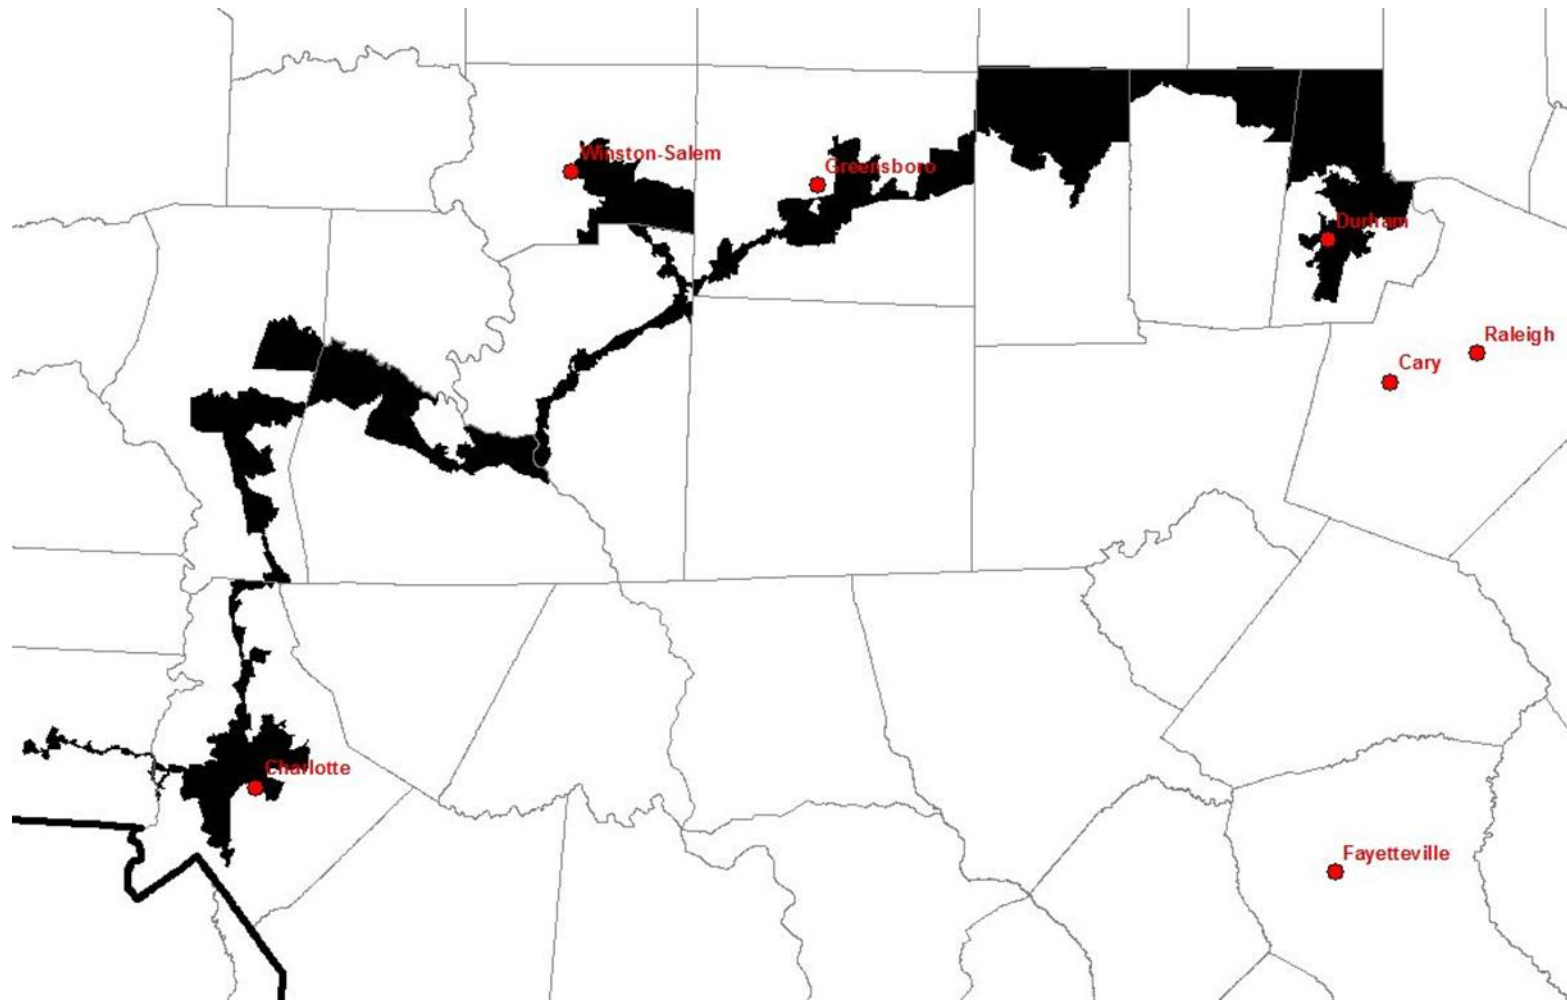 Winston-Salem
Greensboro
Durham
Raleigh
Cary
Charlotte
Fayetteville